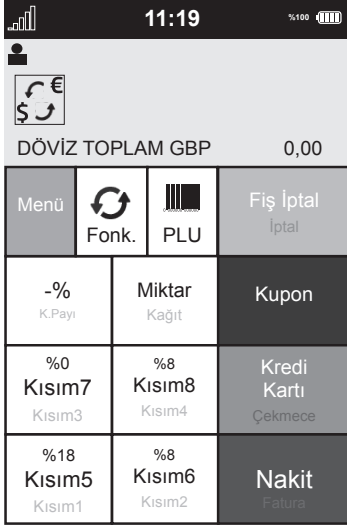 11:19 %100
€
$
DÖVİZ TOPLAM GBP 0,00
Menü
Fonk.
PLU
Fiş İptal
İptal
-%
K.Payı
Miktar
Kağıt
Kupon
%0
Kısım7
Kısım3
%8
Kısım8
Kısım4
Kredi
Kartı
Çekmece
%18
Kısım5
Kısım1
%8
Kısım6
Kısım2
Nakit
Fatura